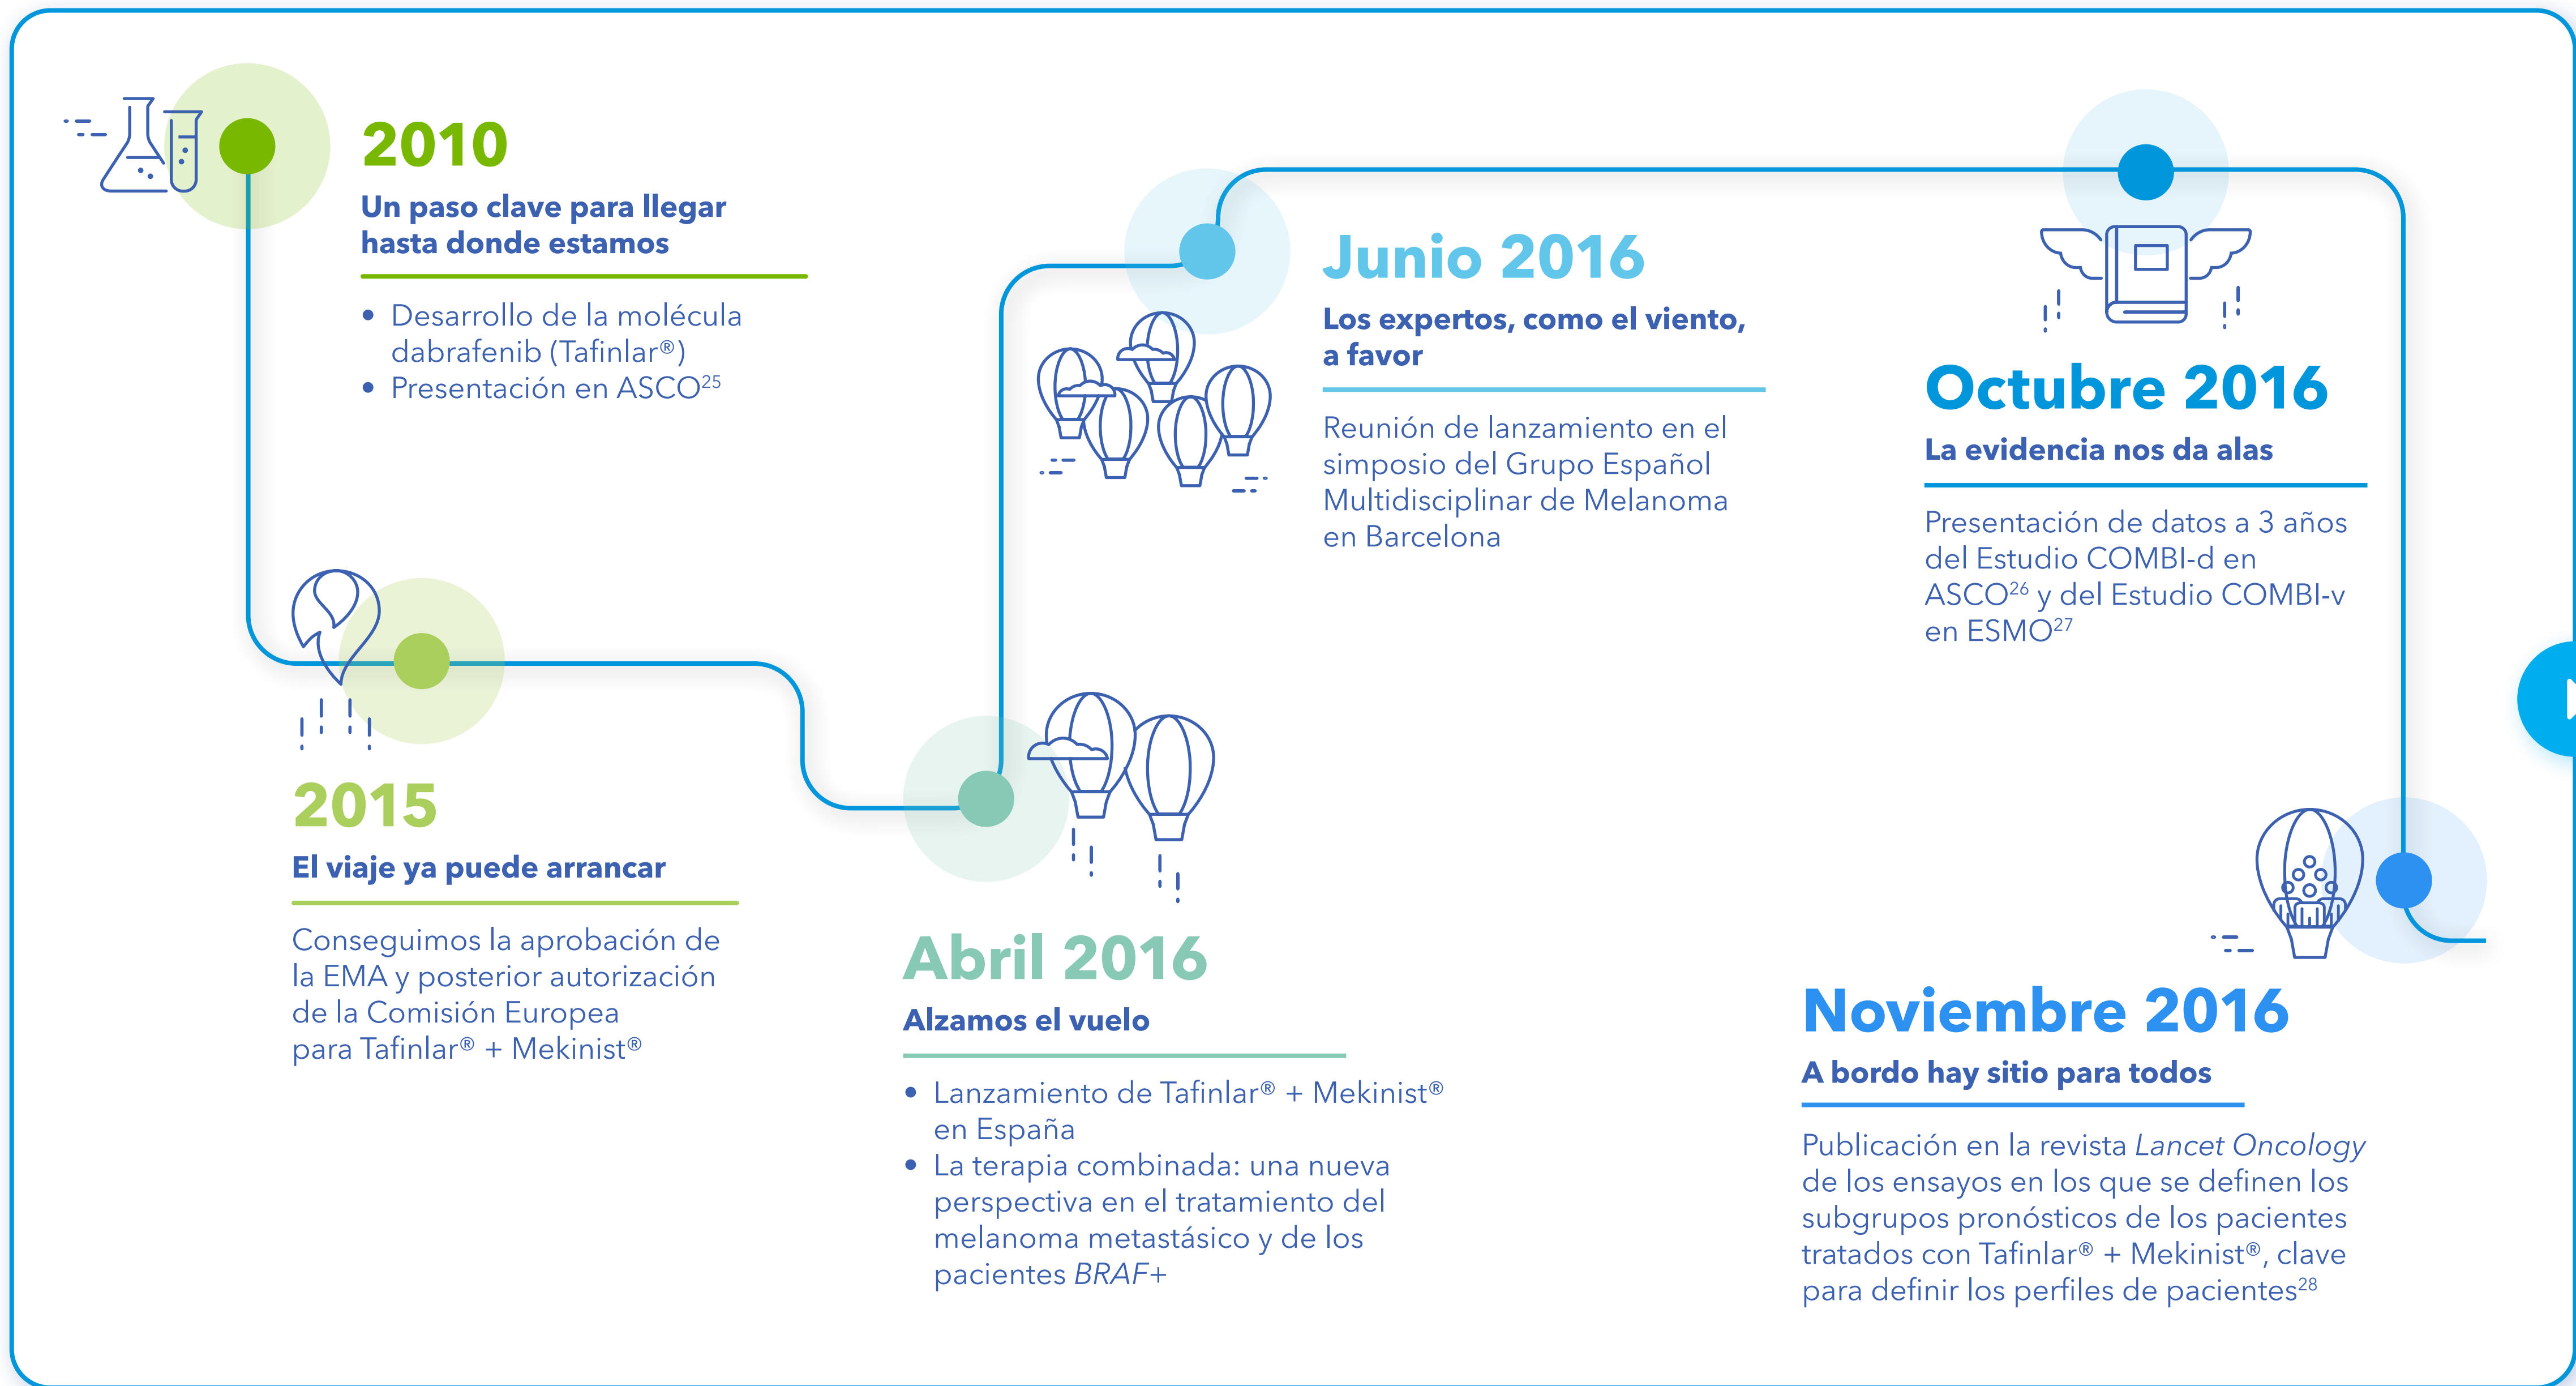 2010
Un paso clave para llegar
hasta donde estamos
• Desarrollo de la molécula
dabrafenib (Tafinlar®)
• Presentación en ASCO²⁵
2015
El viaje ya puede arrancar
Conseguimos la aprobación de
la EMA y posterior autorización
de la Comisión Europea
para Tafinlar® + Mekinist®
Abril 2016
Alzamos el vuelo
• Lanzamiento de Tafinlar® + Mekinist®
en España
• La terapia combinada: una nueva
perspectiva en el tratamiento del
melanoma metastásico y de los
pacientes BRAF+
Junio 2016
Los expertos, como el viento,
a favor
Reunión de lanzamiento en el
simposio del Grupo Español
Multidisciplinar de Melanoma
en Barcelona
Octubre 2016
La evidencia nos da alas
Presentación de datos a 3 años
del Estudio COMBI-d en
ASCO²⁶ y del Estudio COMBI-v
en ESMO²⁷
Noviembre 2016
A bordo hay sitio para todos
Publicación en la revista Lancet Oncology
de los ensayos en los que se definen los
subgrupos pronósticos de los pacientes
tratados con Tafinlar® + Mekinist®, clave
para definir los perfiles de pacientes²⁸